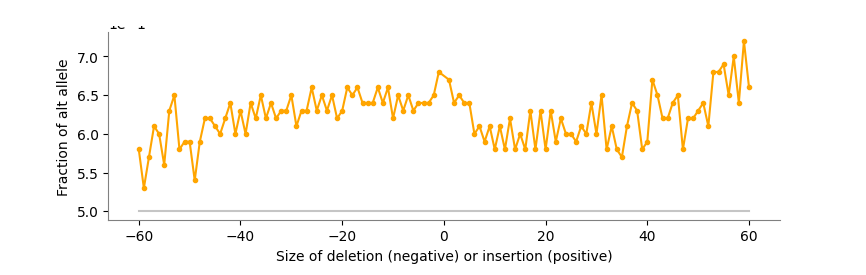 7.0
6.5
6.0
5.5
5.0
Fraction of alt allele
−60 −40 −20 0 20 40 60
Size of deletion (negative) or insertion (positive)